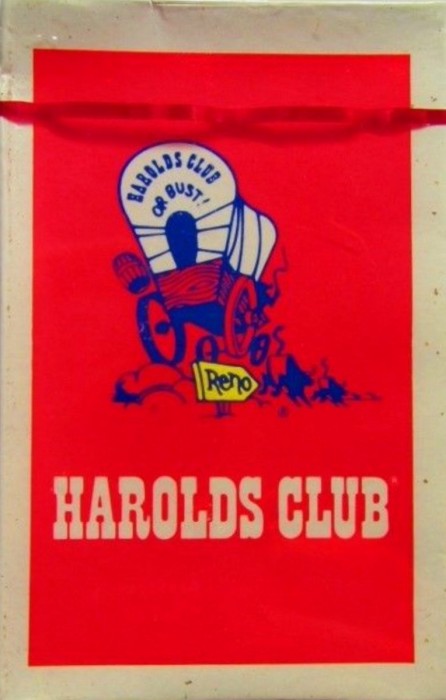 HAROLDS CLUB
OR BUST!
Reno
HAROLDS CLUB